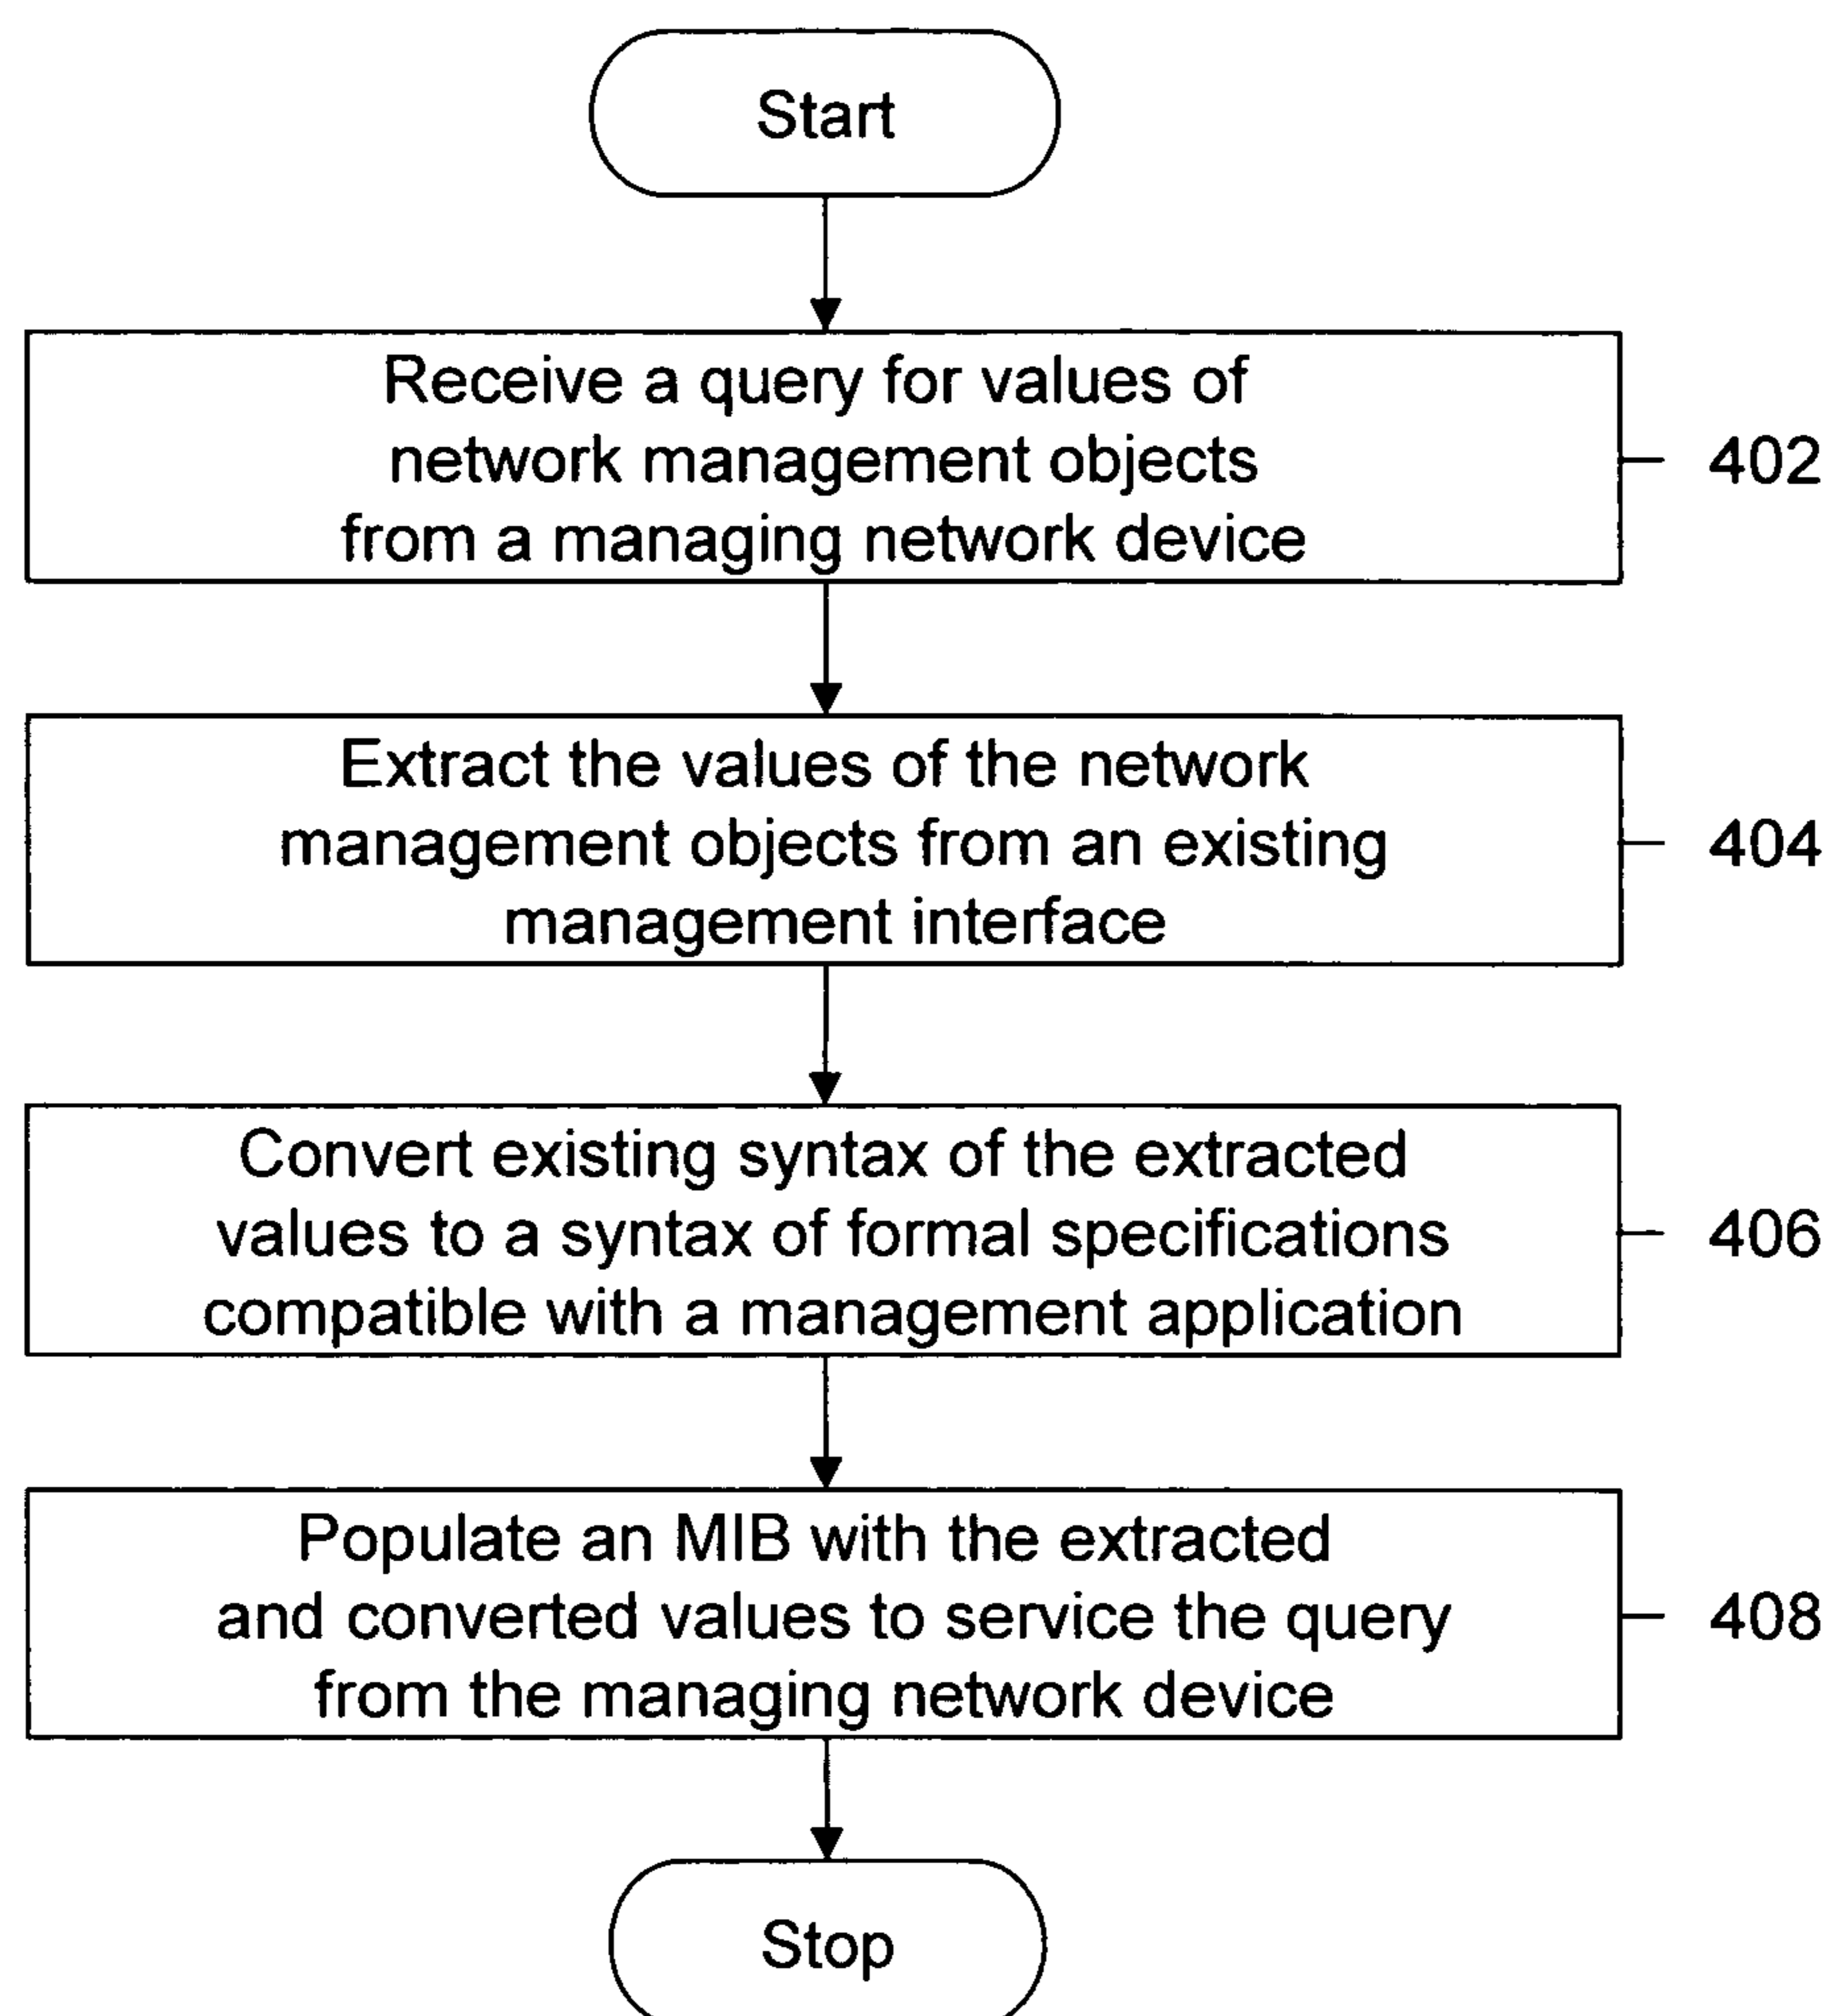 Start
Receive a query for values of
network management objects
from a managing network device
402
Extract the values of the network
management objects from an existing
management interface
404
Convert existing syntax of the extracted
values to a syntax of formal specifications
compatible with a management application
406
Populate an MIB with the extracted
and converted values to service the query
from the managing network device
408
Stop